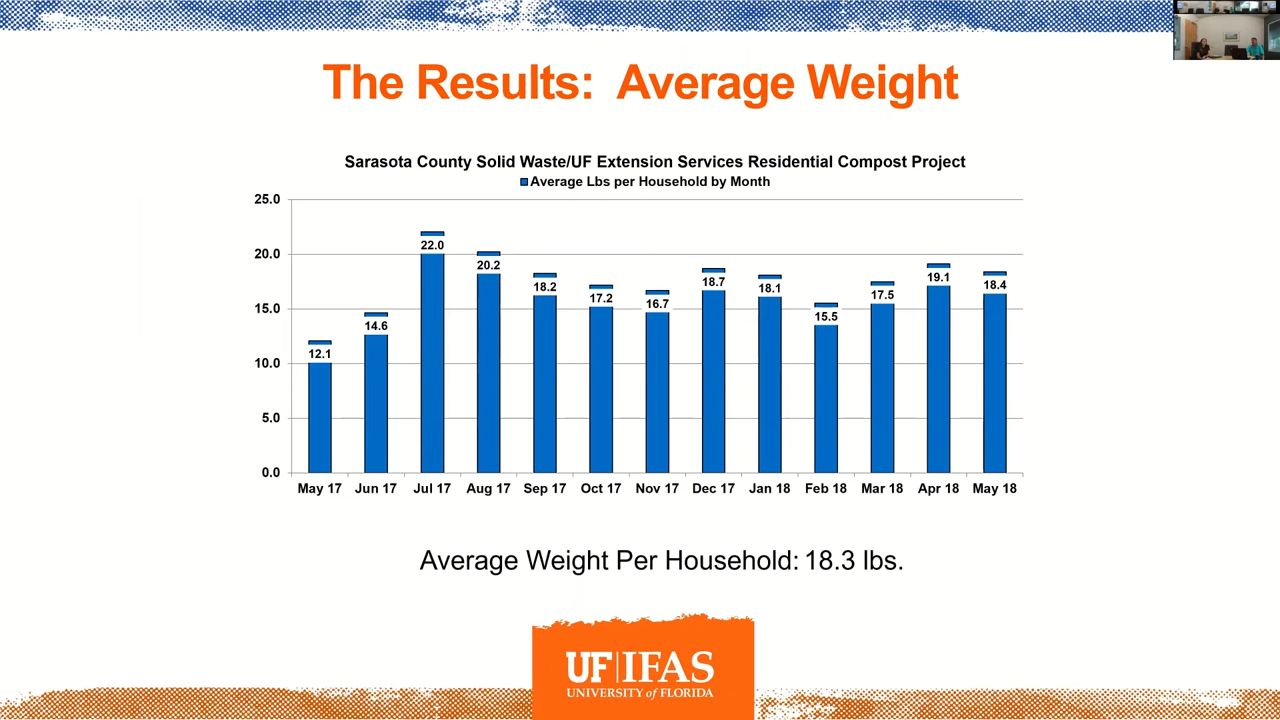 The Results: Average Weight
Sarasota County Solid Waste/UF Extension Services Residential Compost Project
Average Lbs per Household by Month
25.0
20.0
15.0
10.0
5.0
0.0
12.1
14.6
22.0
20.2
18.2
17.2
16.7
18.7
18.1
15.5
17.5
19.1
18.4
May 17 Jun 17 Jul 17 Aug 17 Sep 17 Oct 17 Nov 17 Dec 17 Jan 18 Feb 18 Mar 18 Apr 18 May 18
Average Weight Per Household: 18.3 lbs.
UF|IFAS
UNIVERSITY of FLORIDA